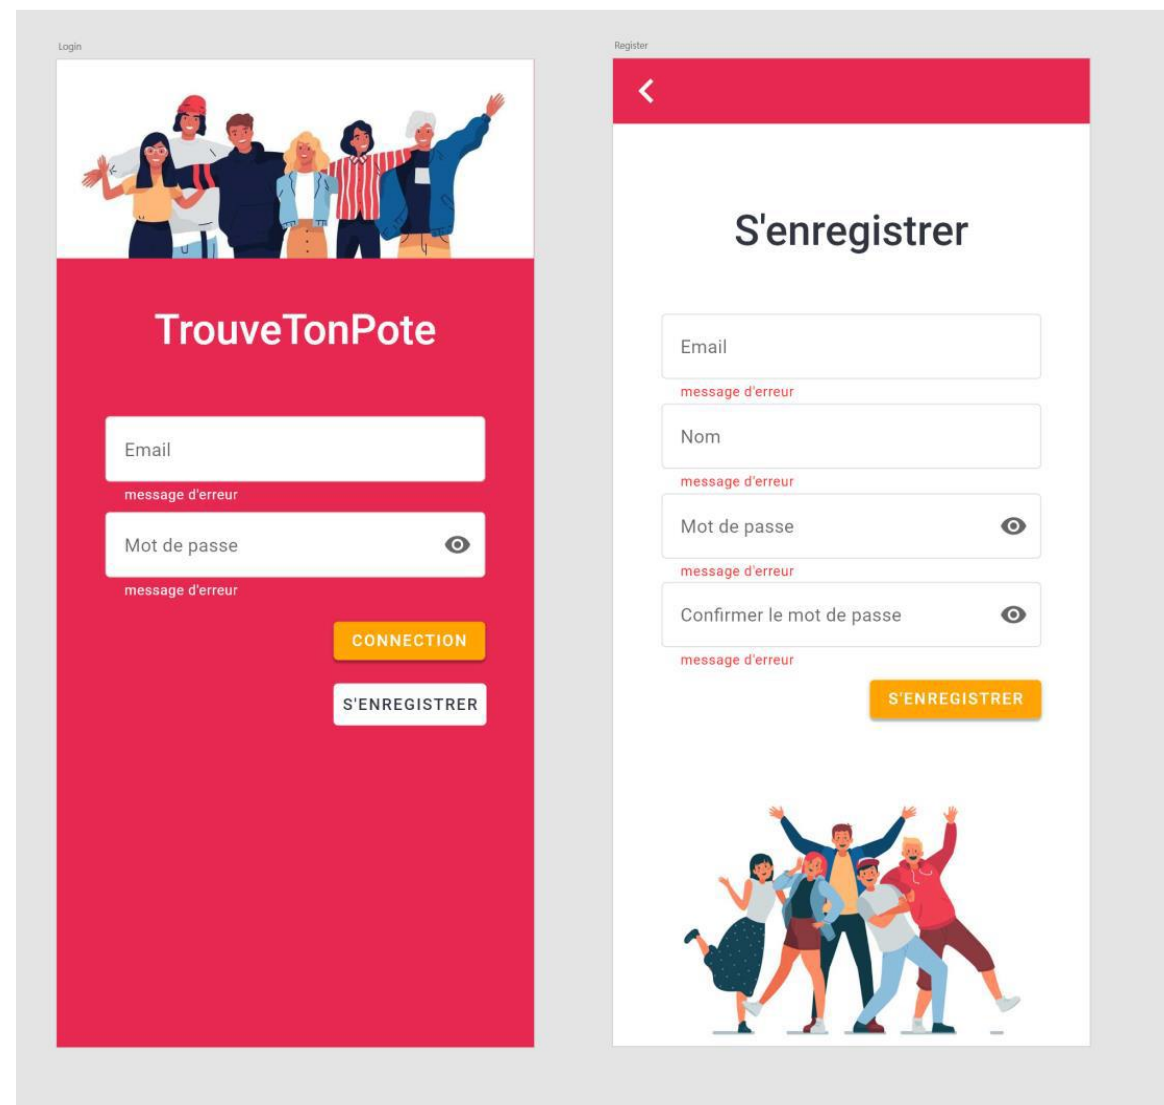 Login
TrouveTonPote
Email
message d'erreur
Mot de passe
message d'erreur
CONNECTION
S'ENREGISTRER
Register
S'enregistrer
Email
message d'erreur
Nom
message d'erreur
Mot de passe
message d'erreur
Confirmer le mot de passe
message d'erreur
S'ENREGISTRER